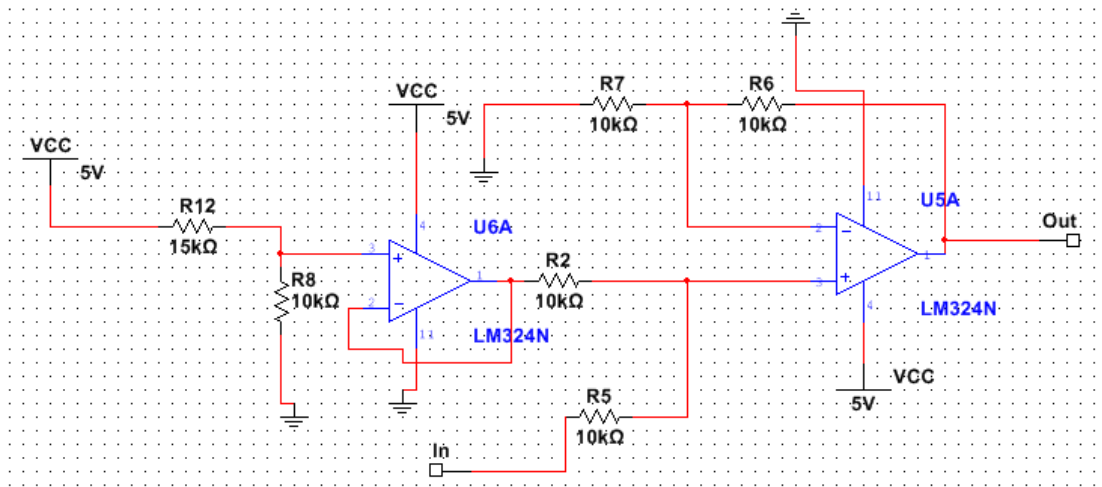 VCC
5V
R12
15kΩ
R8
10kΩ
VCC
5V
4
U6A
3
+
2
−
1
11
LM324N
R2
10kΩ
R7
10kΩ
R6
10kΩ
11
U5A
2
−
3
+
1
4
LM324N
VCC
5V
Out
R5
10kΩ
In